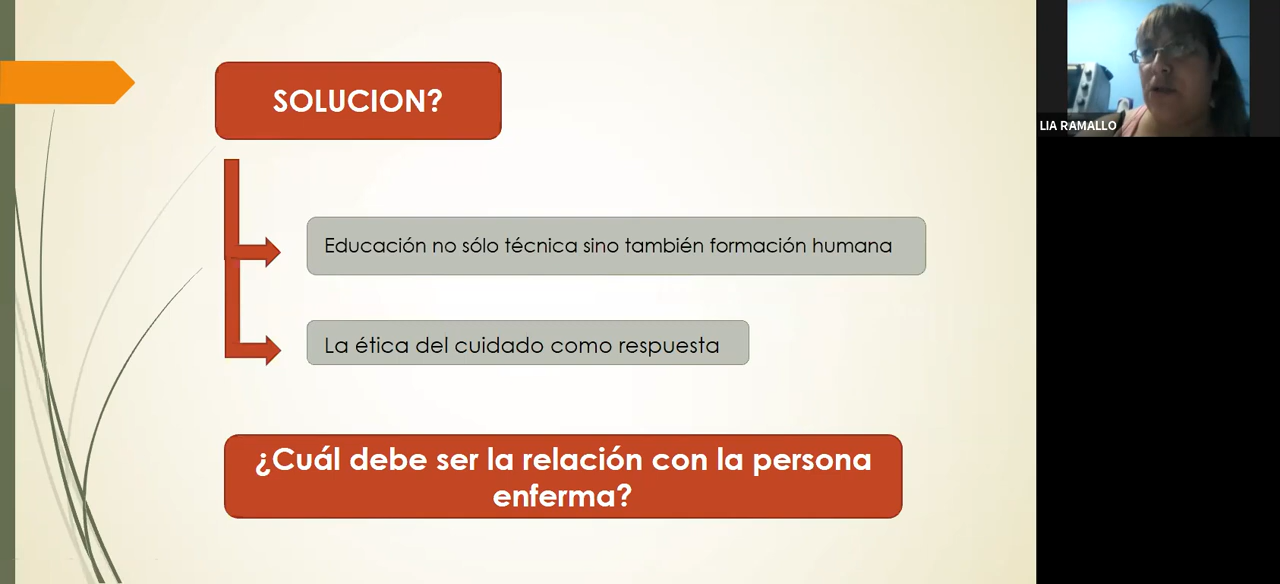 SOLUCION?
Educación no sólo técnica sino también formación humana
La ética del cuidado como respuesta
¿Cuál debe ser la relación con la persona
enferma?
LIA RAMALLO